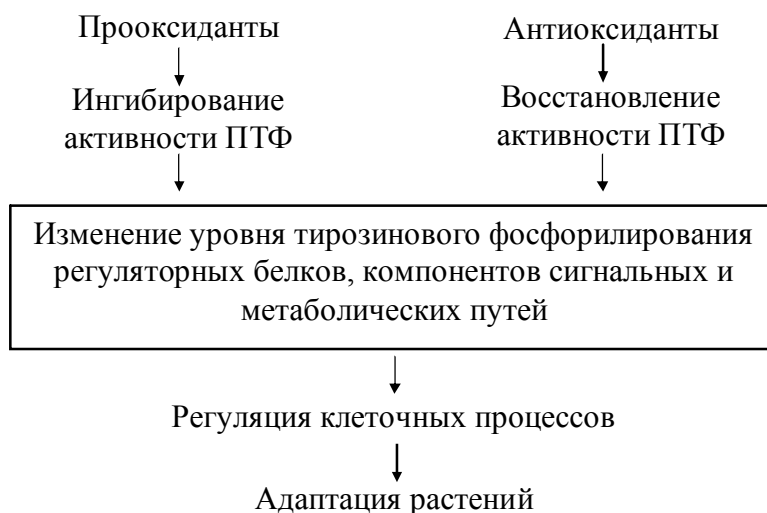 Прооксиданты
Антиоксиданты
Ингибирование
активности ПТФ
Восстановление
активности ПТФ
Изменение уровня тирозинового фосфорилирования
регуляторных белков, компонентов сигнальных и
метаболических путей
Регуляция клеточных процессов
Адаптация растений